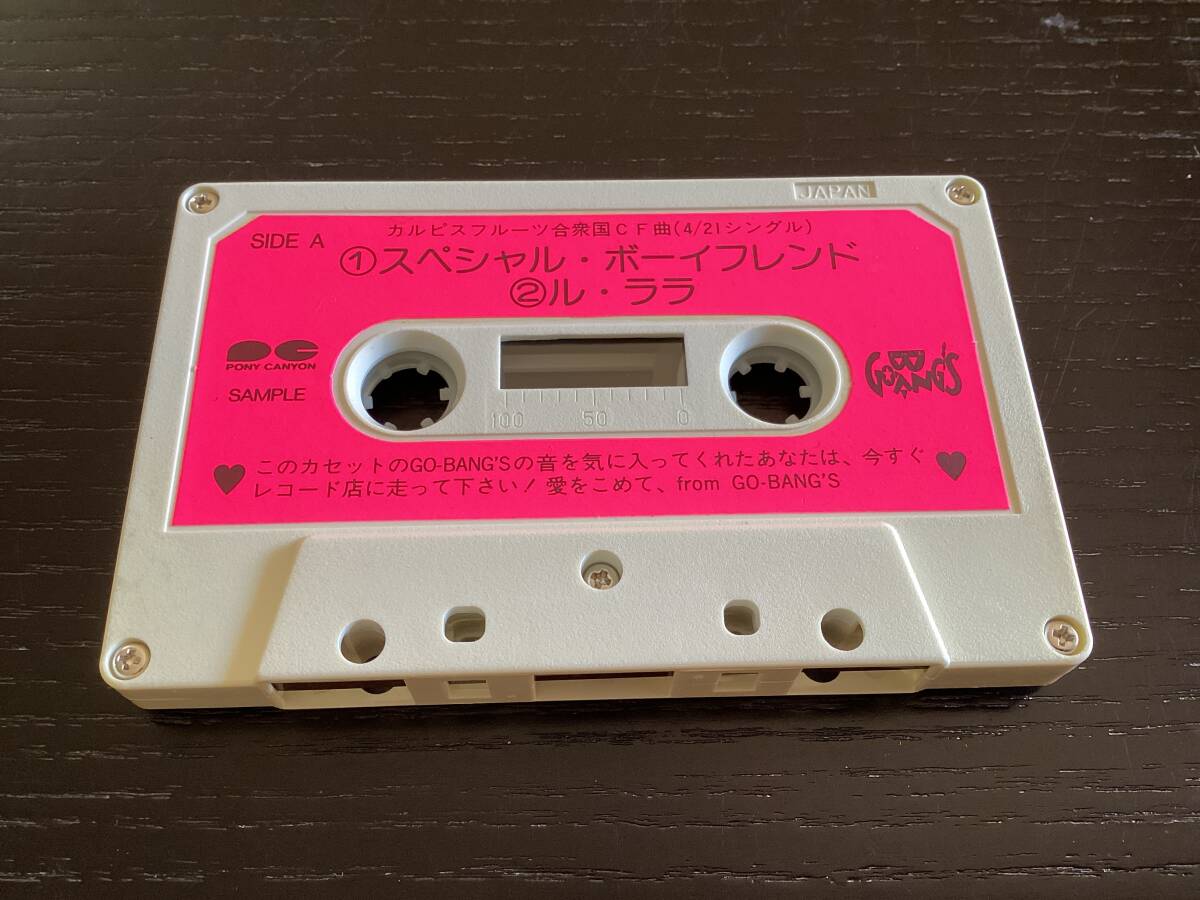 JAPAN
SIDE A
カルピスフルーツ合衆国CF曲(4/21シングル)
①スペシャル・ボーイフレンド
②ル・ララ
PONY CANYON
SAMPLE
GO-BANG'S
100 50 0
♥このカセットのGO-BANG'Sの音を気に入ってくれたあなたは、今すぐ♥
レコード店に走って下さい!愛をこめて、from GO-BANG'S